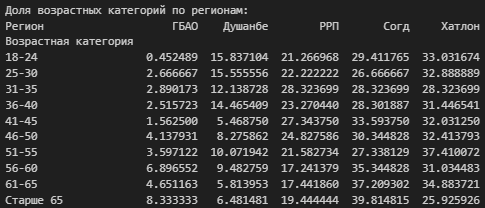 Доля возрастных категорий по регионам:
Регион ГБАО Душанбе РРП Согд Хатлон
Возрастная категория
18-24 0.452489 15.837104 21.266968 29.411765 33.031674
25-30 2.666667 15.555556 22.222222 26.666667 32.888889
31-35 2.890173 12.138728 28.323699 28.323699 28.323699
36-40 2.515723 14.465409 23.270440 28.301887 31.446541
41-45 1.562500 5.468750 27.343750 33.593750 32.031250
46-50 4.137931 8.275862 24.827586 30.344828 32.413793
51-55 3.597122 10.071942 21.582734 27.338129 37.410072
56-60 6.896552 9.482759 17.241379 35.344828 31.034483
61-65 4.651163 5.813953 17.441860 37.209302 34.883721
Старше 65 8.333333 6.481481 19.444444 39.814815 25.925926